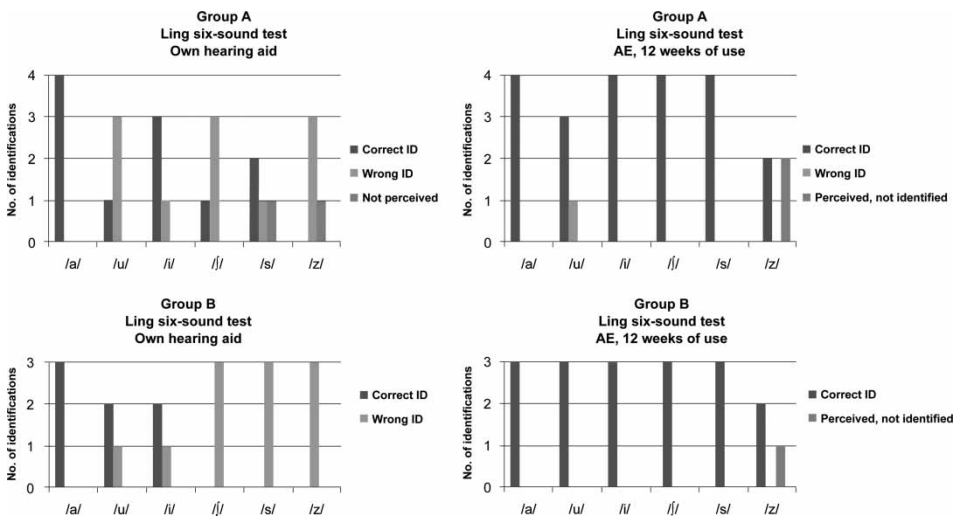 Group A
Ling six-sound test
Own hearing aid
No. of identifications
4
3
2
1
0
/a/ /u/ /i/ /ʃ/ /s/ /z/
Correct ID
Wrong ID
Not perceived
Group A
Ling six-sound test
AE, 12 weeks of use
No. of identifications
4
3
2
1
0
/a/ /u/ /i/ /ʃ/ /s/ /z/
Correct ID
Wrong ID
Perceived, not identified
Group B
Ling six-sound test
Own hearing aid
No. of identifications
3
2
1
0
/a/ /u/ /i/ /ʃ/ /s/ /z/
Correct ID
Wrong ID
Group B
Ling six-sound test
AE, 12 weeks of use
No. of identifications
3
2
1
0
/a/ /u/ /i/ /ʃ/ /s/ /z/
Correct ID
Perceived, not identified